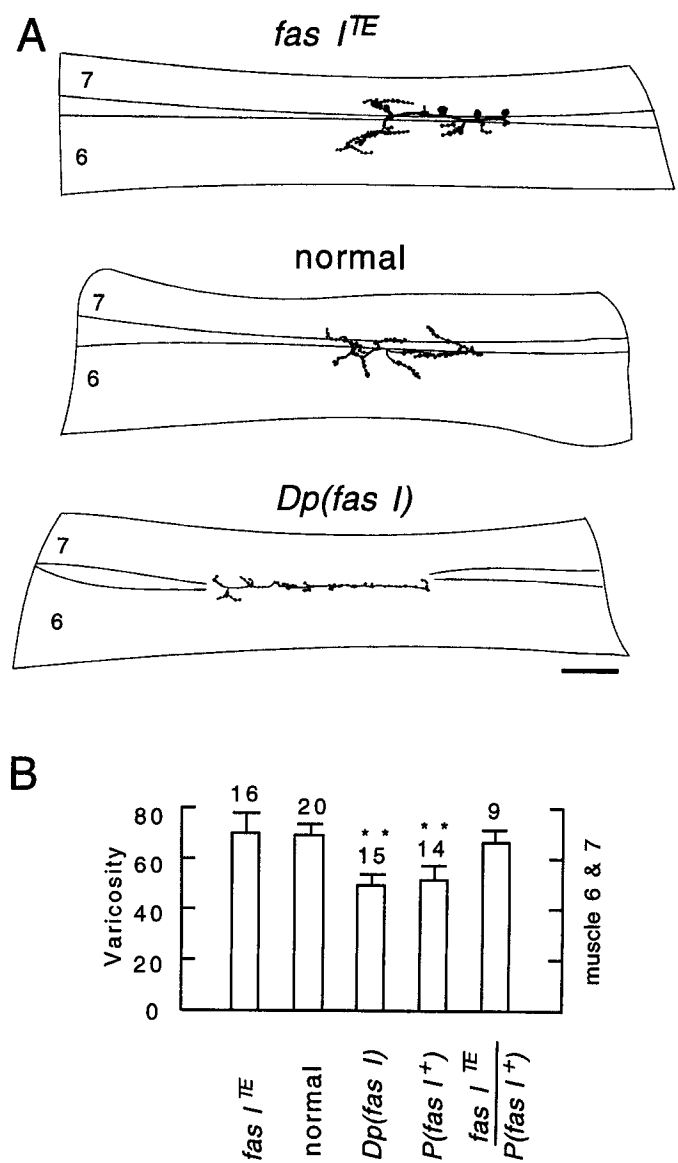 A
fas I^TE
7
6
normal
7
6
Dp(fas I)
7
6
B
Varicosity
80
60
40
20
0
16
20
* *
15
* *
14
9
muscle 6 & 7
fas I^TE
normal
Dp(fas I)
P(fas I^+)
fas I^TE
P(fas I^+)